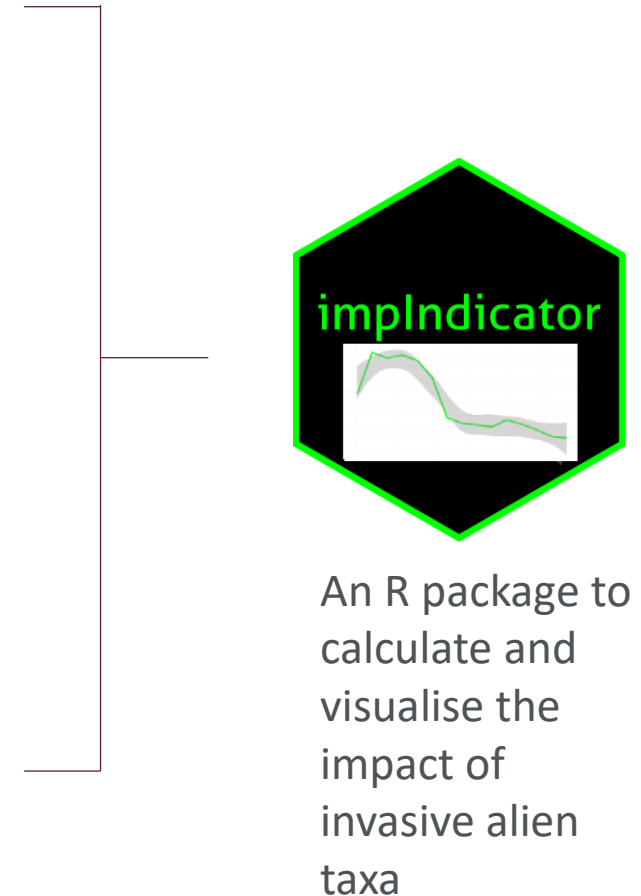 impIndicator
An R package to
calculate and
visualise the
impact of
invasive alien
taxa